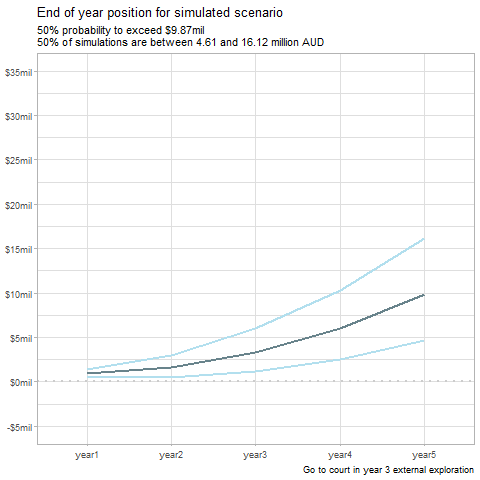 End of year position for simulated scenario
50% probability to exceed $9.87mil
50% of simulations are between 4.61 and 16.12 million AUD
$35mil
$30mil
$25mil
$20mil
$15mil
$10mil
$5mil
$0mil
-$5mil
year1 year2 year3 year4 year5
Go to court in year 3 external exploration